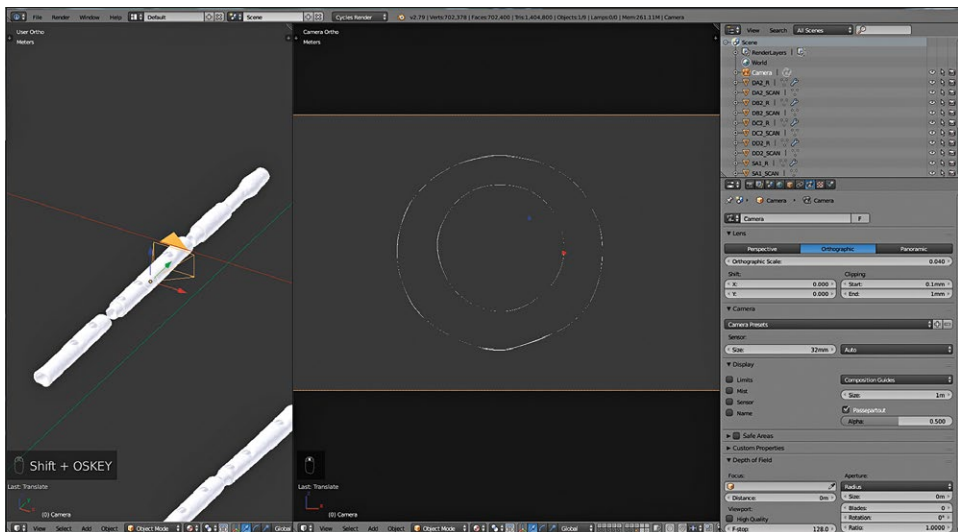 File Render Window Help Default Scene Cycles Render v2.79 | Verts:702,378 | Faces:702,400 | Tris:1,404,800 | Objects:1/9 | Lamps:0/0 | Mem:261.11M | Camera
User Ortho
Meters
Camera Ortho
Meters
View Search All Scenes
Scene
RenderLayers
World
Camera
DA2_R
DA2_SCAN
DB2_R
DB2_SCAN
DC2_R
DC2_SCAN
DD2_R
DD2_SCAN
SA1_R
SA1_SCAN
Camera Camera
Camera F
Lens
Perspective Orthographic Panoramic
Orthographic Scale: 0.040
Shift: Clipping:
X: 0.000 Start: 0.1mm
Y: 0.000 End: 1mm
Camera
Camera Presets
Sensor:
Size: 32mm Auto
Display
Limits Composition Guides
Mist Size: 1m
Sensor Passepartout
Name Alpha: 0.500
Safe Areas
Custom Properties
Depth of Field
Focus: Aperture:
Radius
Distance: 0m Size: 0m
Viewport: Blades: 0
High Quality Rotation: 0°
F-stop 128.0 Ratio: 1.0000
Shift + OSKEY
Last: Translate
(0) Camera
Last: Translate
(0) Camera
View Select Add Object Object Mode Global
View Select Add Object Object Mode Global